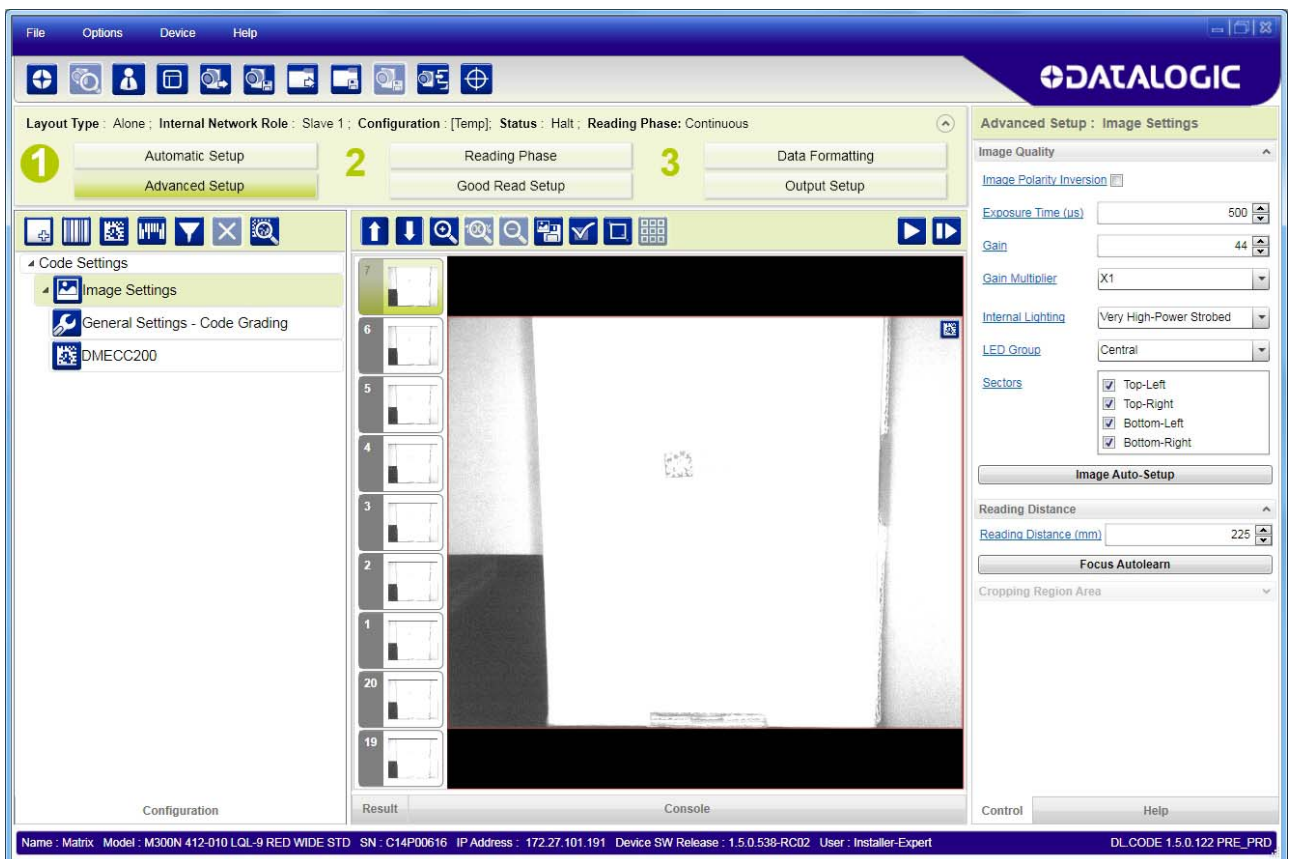 File Options Device Help
DATALOGIC
Layout Type : Alone ; Internal Network Role : Slave 1 ; Configuration : [Temp]; Status : Halt ; Reading Phase: Continuous
1 Automatic Setup 2 Reading Phase 3 Data Formatting
Advanced Setup Good Read Setup Output Setup
Code Settings
Image Settings
General Settings - Code Grading
DMECC200
Configuration
7
6
5
4
3
2
1
20
19
Result Console
Advanced Setup : Image Settings
Image Quality
Image Polarity Inversion
Exposure Time (µs) 500
Gain 44
Gain Multiplier X1
Internal Lighting Very High-Power Strobed
LED Group Central
Sectors Top-Left
Top-Right
Bottom-Left
Bottom-Right
Image Auto-Setup
Reading Distance
Reading Distance (mm) 225
Focus Autolearn
Cropping Region Area
Control Help
Name : Matrix Model : M300N 412-010 LQL-9 RED WIDE STD SN : C14P00616 IP Address : 172.27.101.191 Device SW Release : 1.5.0.538-RC02 User : Installer-Expert DL.CODE 1.5.0.122 PRE_PRD